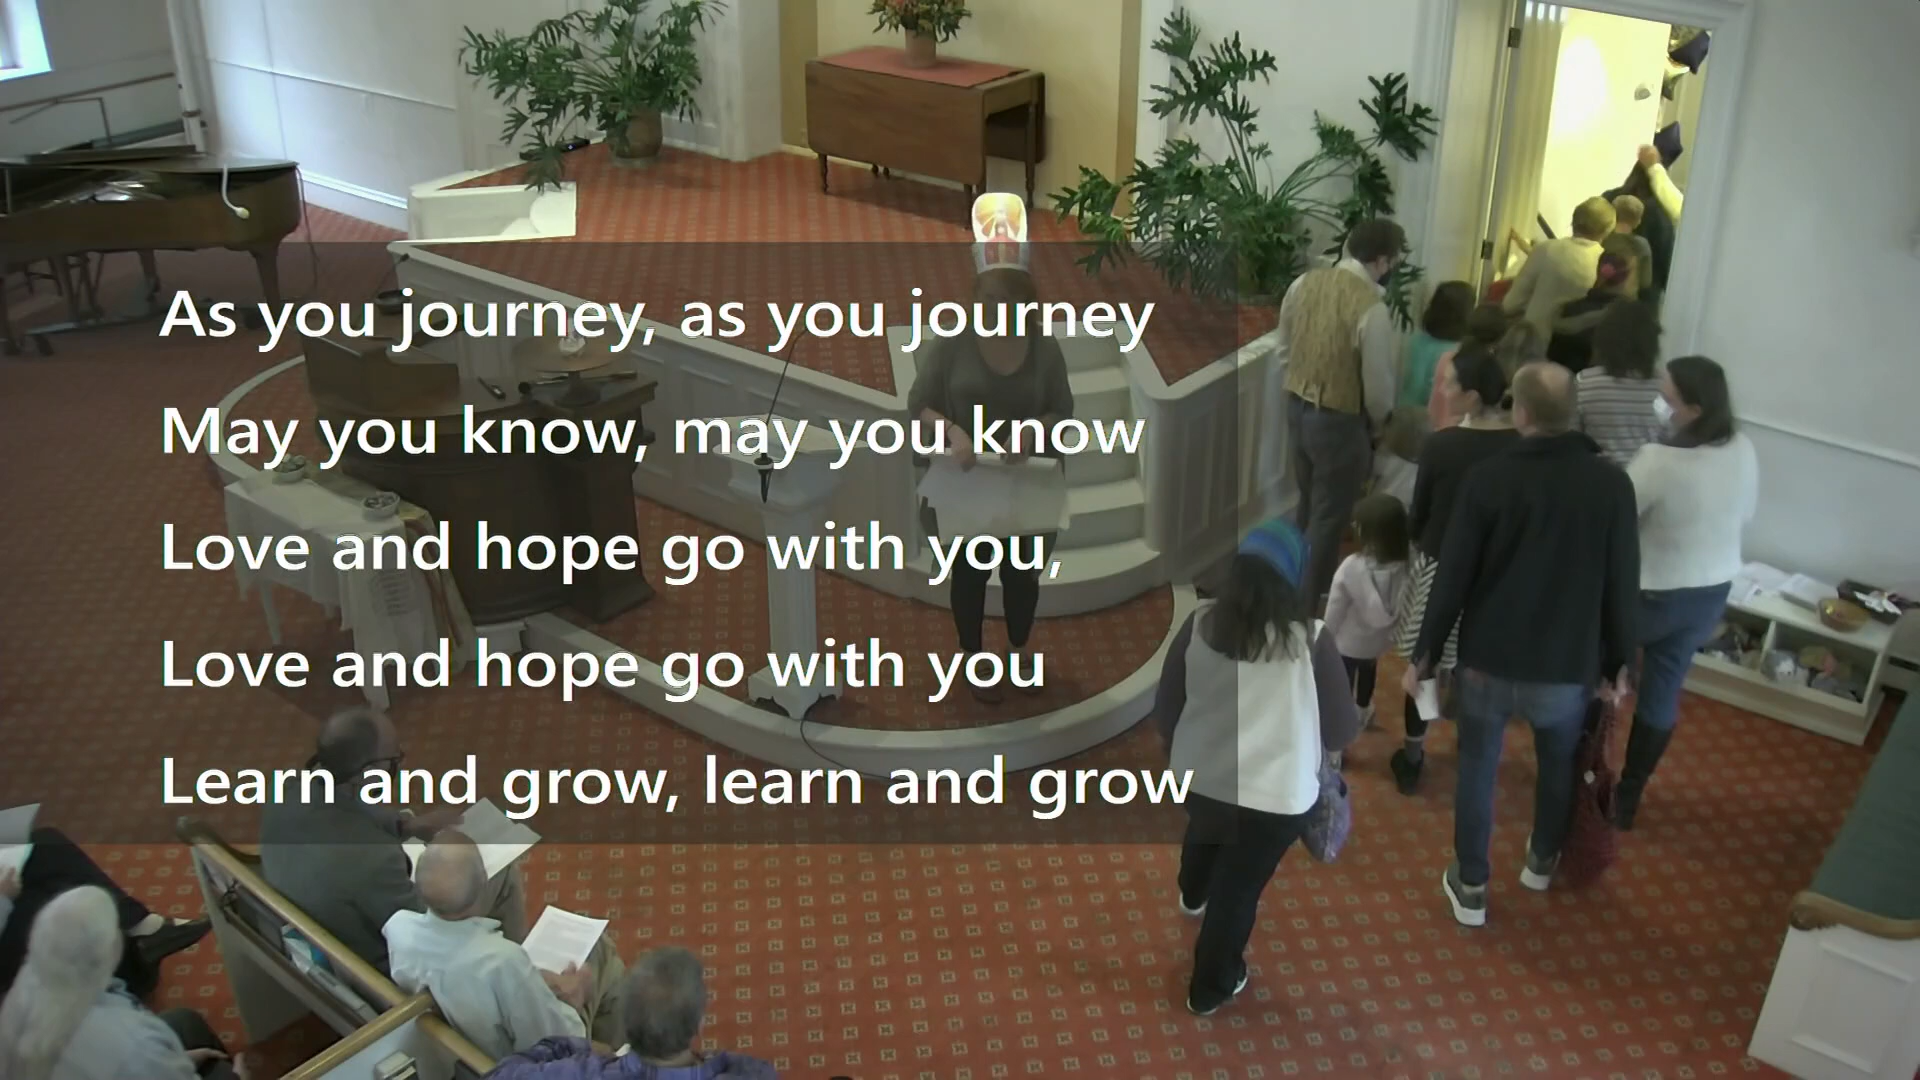 As you journey, as you journey
May you know, may you know
Love and hope go with you,
Love and hope go with you
Learn and grow, learn and grow